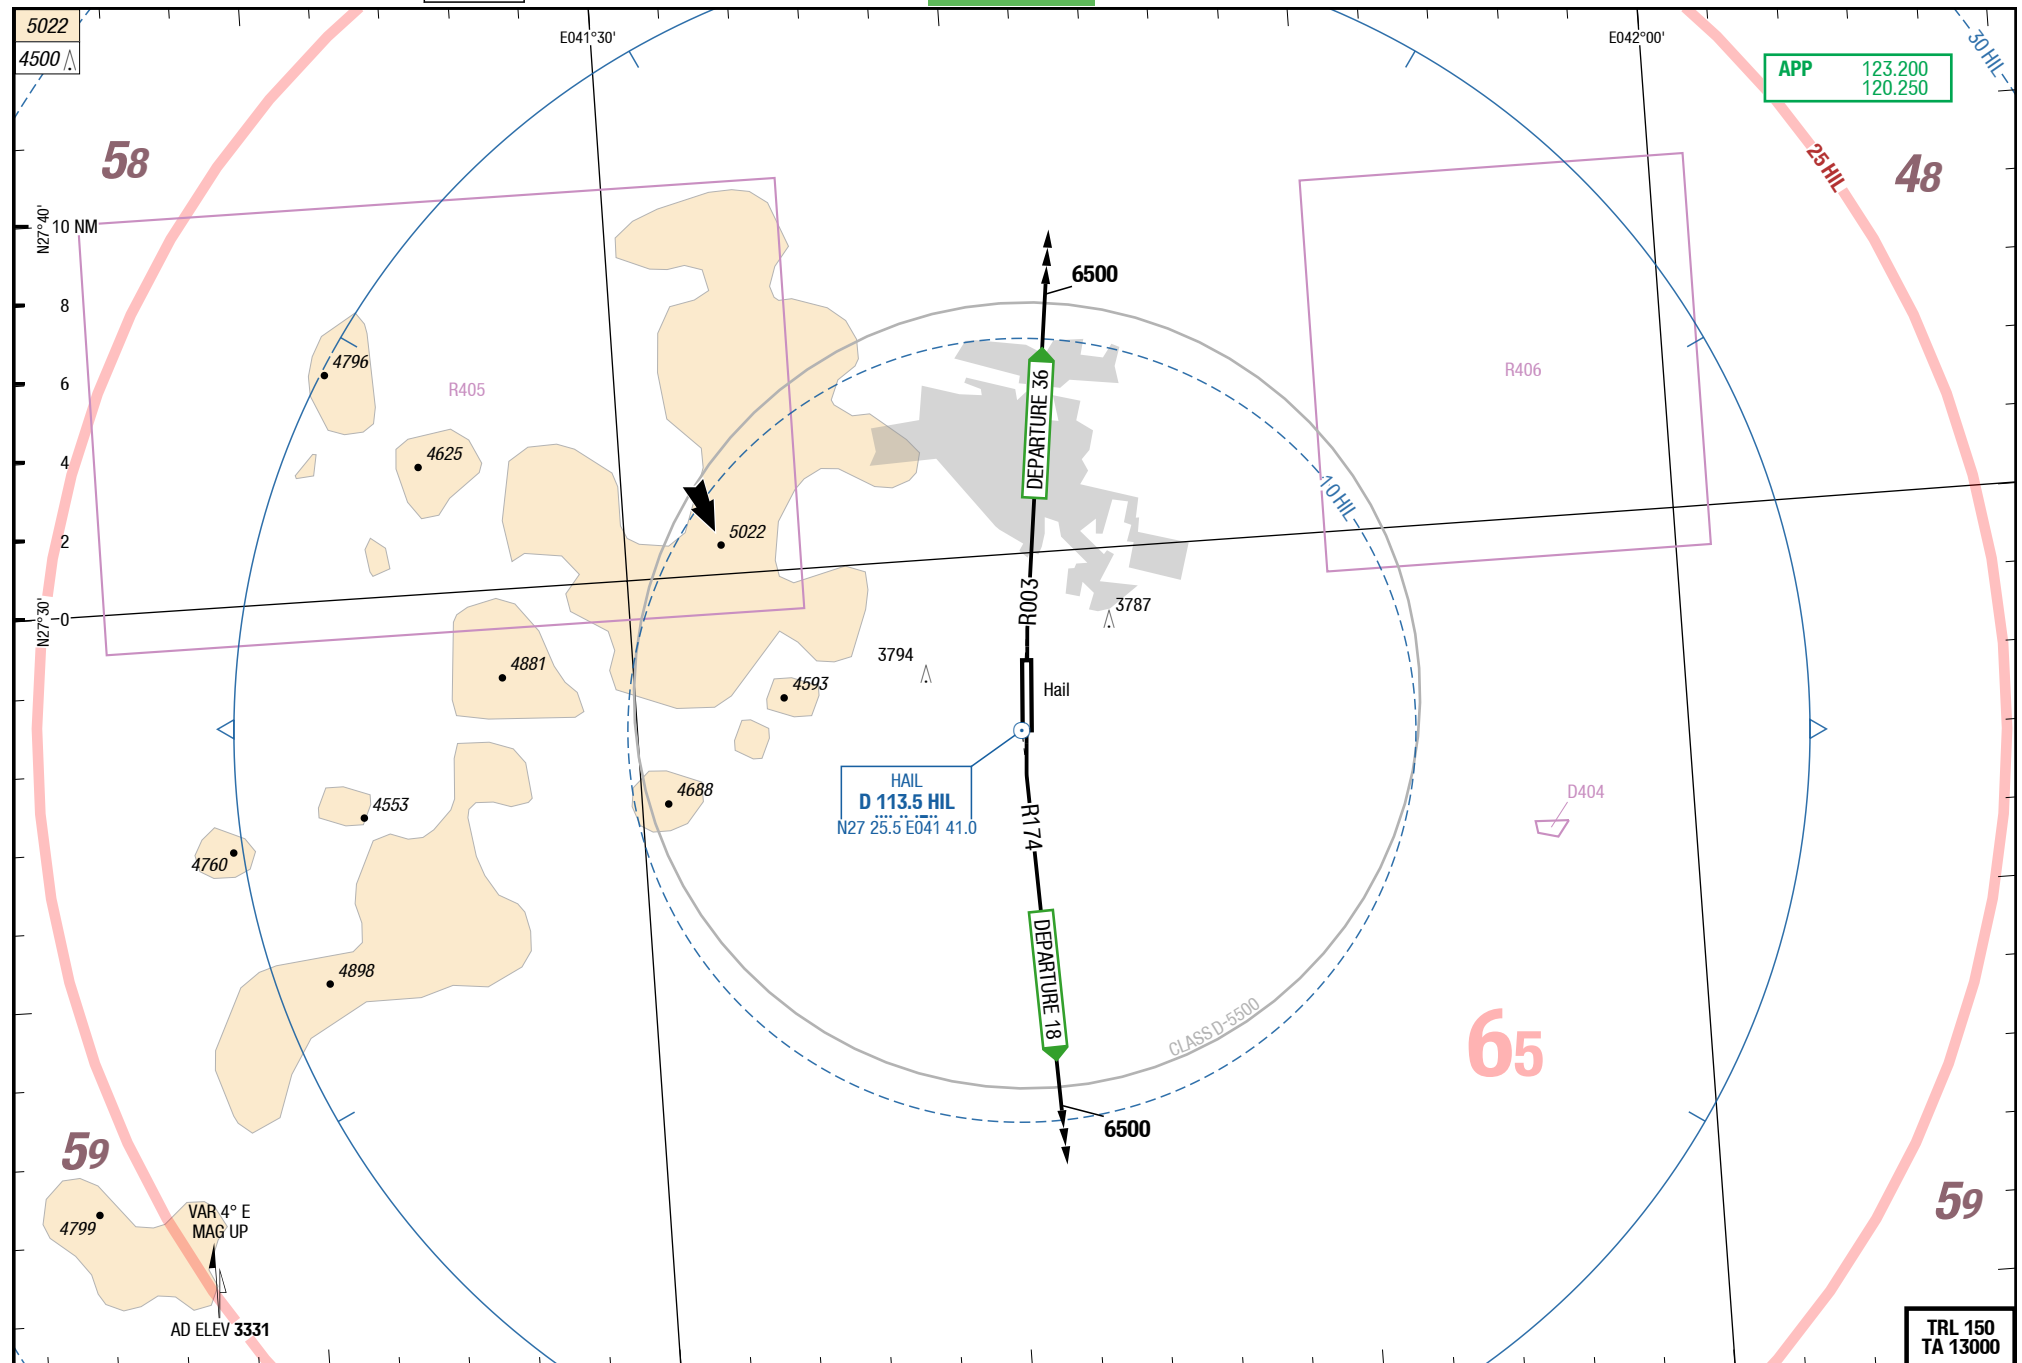 5022
4500
E041°30'
E042°00'
30 HIL
APP 123.200
120.250
58
25 HIL
48
N27°40'
10 NM
6500
8
4796
6
R405
R406
DEPARTURE 36
4625
4
10 HIL
5022
2
R003
3787
N27°30'
0
3794
4881
4593
Hail
HAIL
D 113.5 HIL
N27 25.5 E041 41.0
4688
4553
D404
R174
4760
DEPARTURE 18
4898
CLASS D-5500
65
6500
59
59
4799
VAR 4° E
MAG UP
AD ELEV 3331
TRL 150
TA 13000